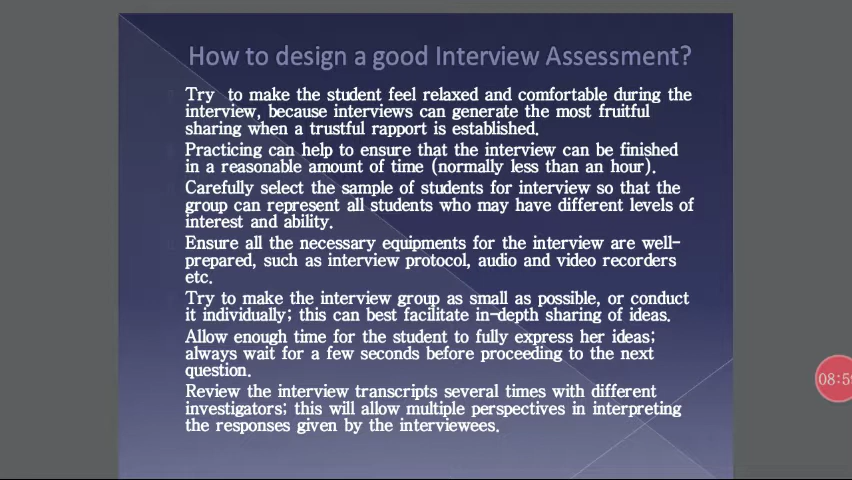 How to design a good Interview Assessment?
Try to make the student feel relaxed and comfortable during the
interview, because interviews can generate the most fruitful
sharing when a trustful rapport is established.
Practicing can help to ensure that the interview can be finished
in a reasonable amount of time (normally less than an hour).
Carefully select the sample of students for interview so that the
group can represent all students who may have different levels of
interest and ability.
Ensure all the necessary equipments for the interview are well-
prepared, such as interview protocol, audio and video recorders
etc.
Try to make the interview group as small as possible, or conduct
it individually; this can best facilitate in-depth sharing of ideas.
Allow enough time for the student to fully express her ideas;
always wait for a few seconds before proceeding to the next
question.
Review the interview transcripts several times with different
investigators; this will allow multiple perspectives in interpreting
the responses given by the interviewees.